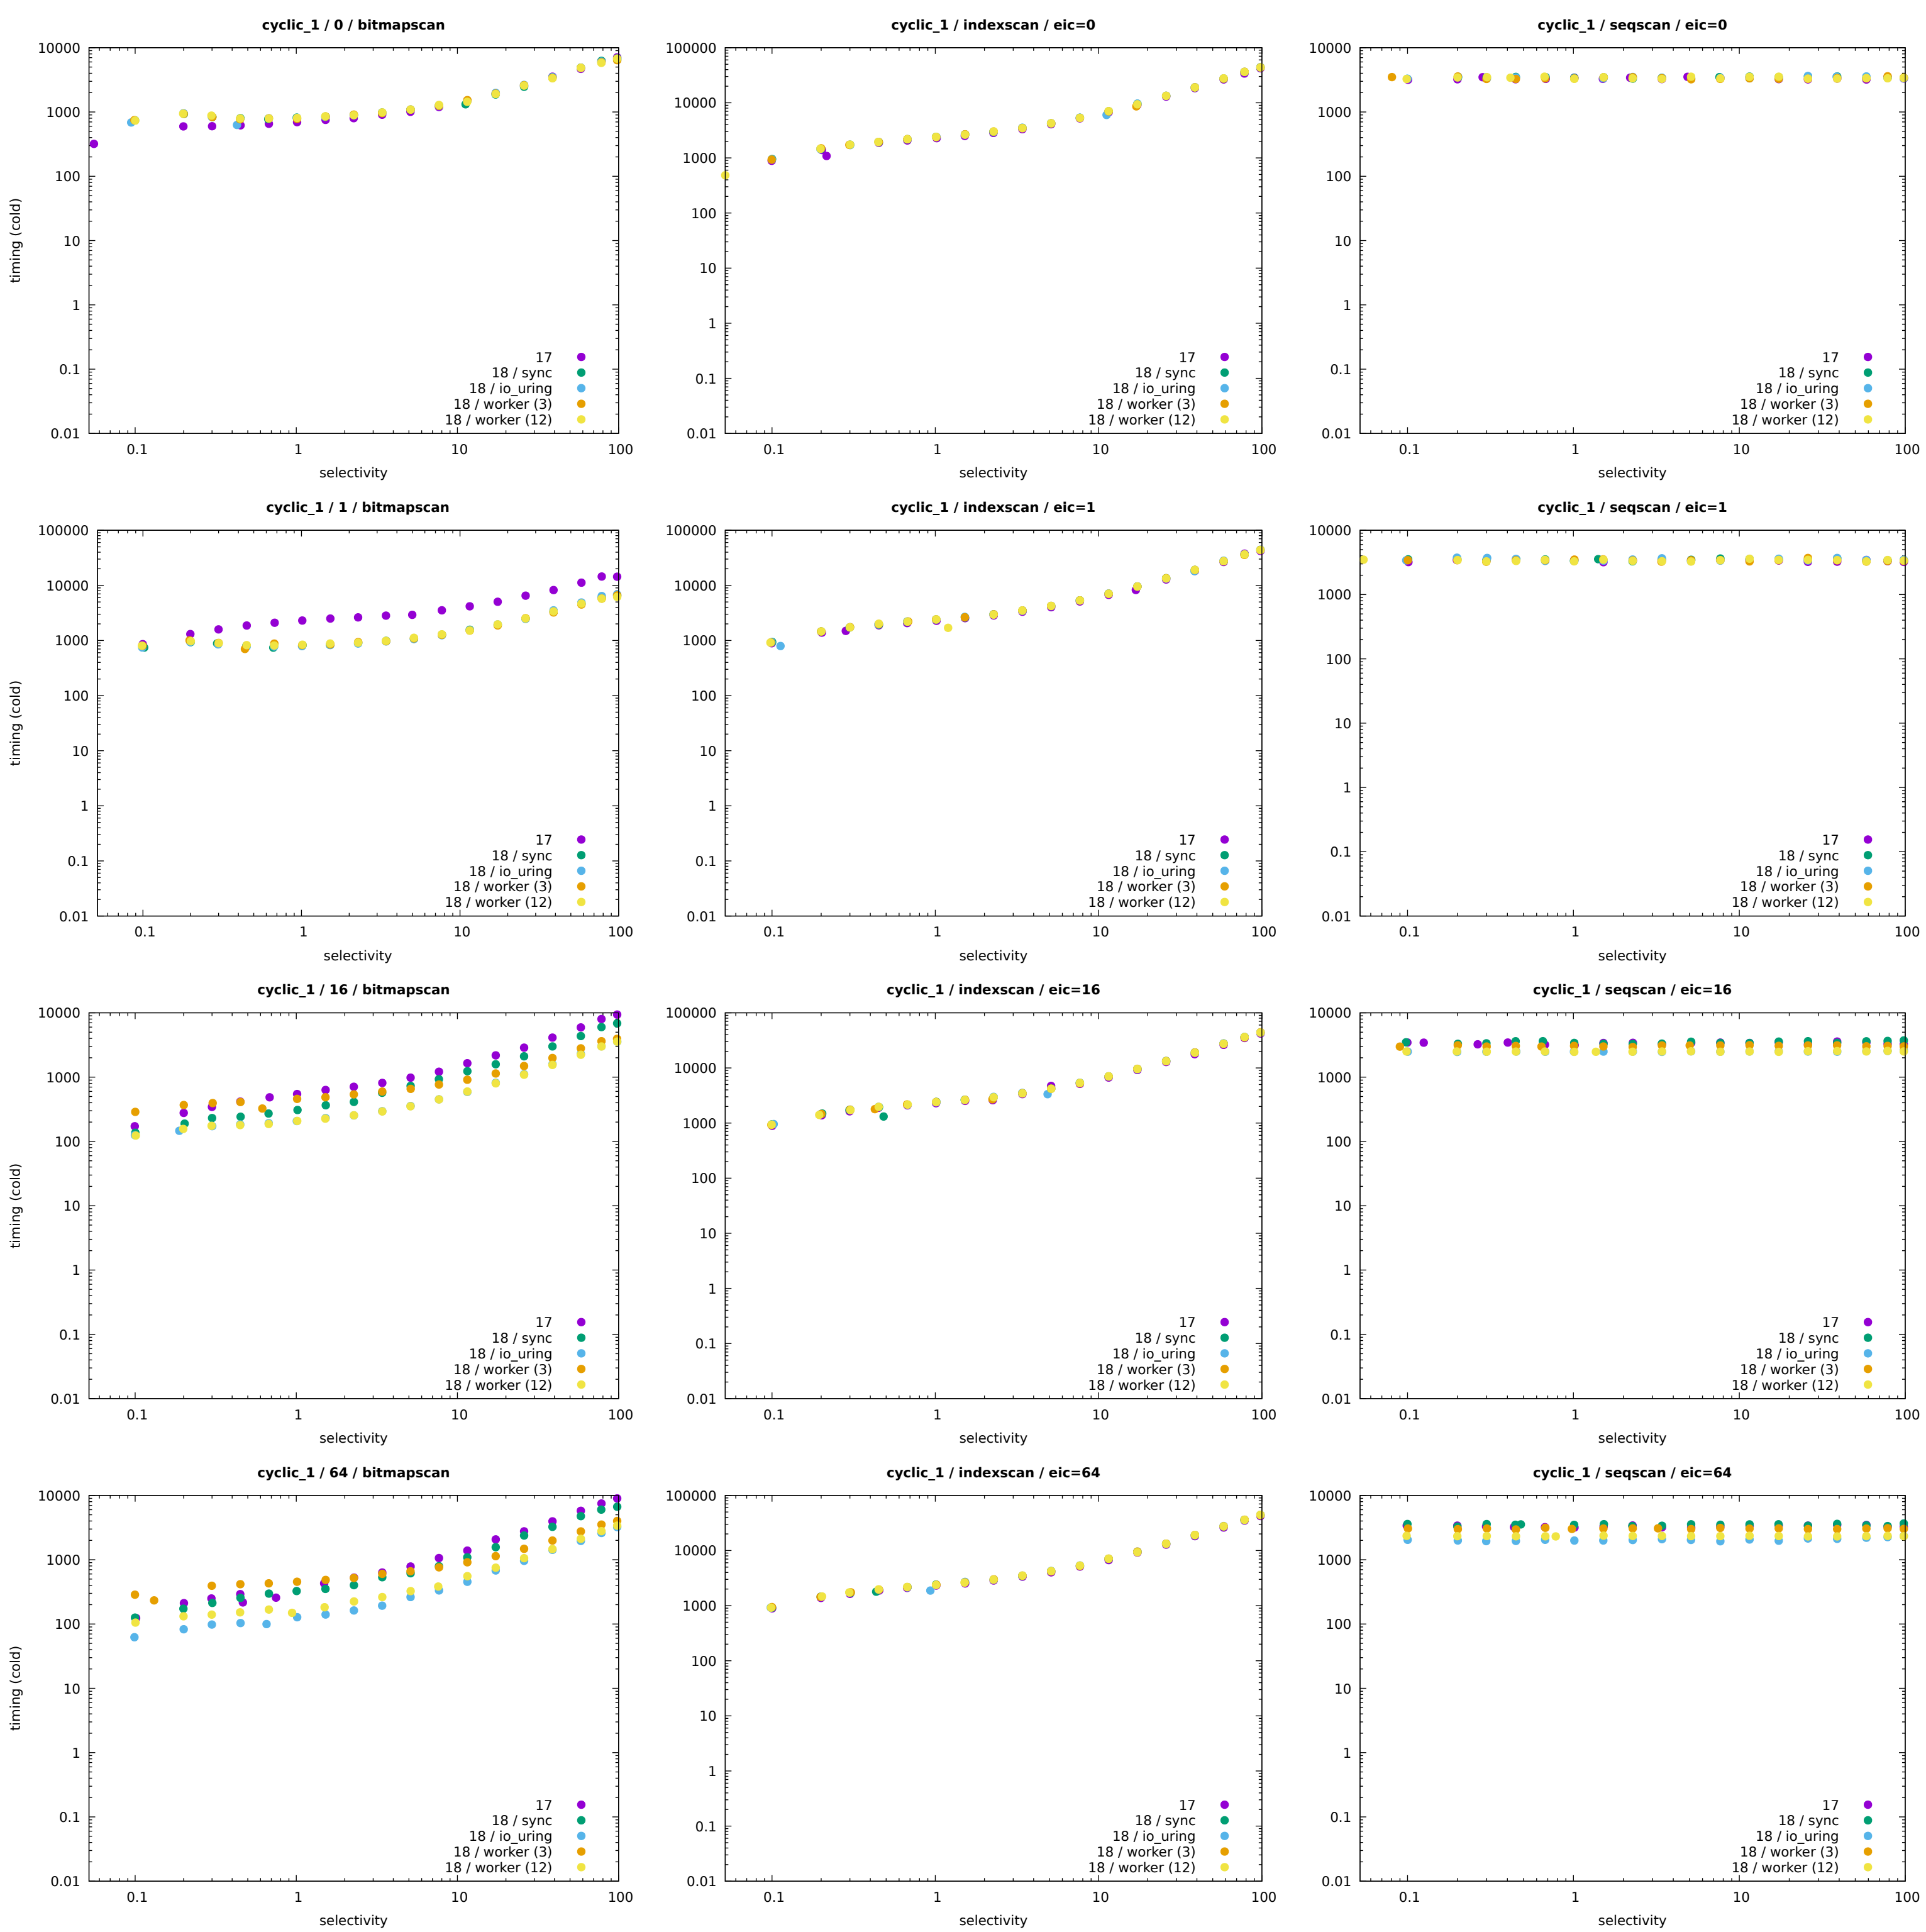 cyclic_1 / 0 / bitmapscan
10000
1000
100
10
1
0.1
0.01
timing (cold)
17
18 / sync
18 / io_uring
18 / worker (3)
18 / worker (12)
0.1 1 10 100
selectivity
cyclic_1 / indexscan / eic=0
100000
10000
1000
100
10
1
0.1
0.01
17
18 / sync
18 / io_uring
18 / worker (3)
18 / worker (12)
0.1 1 10 100
selectivity
cyclic_1 / seqscan / eic=0
10000
1000
100
10
1
0.1
0.01
17
18 / sync
18 / io_uring
18 / worker (3)
18 / worker (12)
0.1 1 10 100
selectivity
cyclic_1 / 1 / bitmapscan
100000
10000
1000
100
10
1
0.1
0.01
timing (cold)
17
18 / sync
18 / io_uring
18 / worker (3)
18 / worker (12)
0.1 1 10 100
selectivity
cyclic_1 / indexscan / eic=1
100000
10000
1000
100
10
1
0.1
0.01
17
18 / sync
18 / io_uring
18 / worker (3)
18 / worker (12)
0.1 1 10 100
selectivity
cyclic_1 / seqscan / eic=1
10000
1000
100
10
1
0.1
0.01
17
18 / sync
18 / io_uring
18 / worker (3)
18 / worker (12)
0.1 1 10 100
selectivity
cyclic_1 / 16 / bitmapscan
10000
1000
100
10
1
0.1
0.01
timing (cold)
17
18 / sync
18 / io_uring
18 / worker (3)
18 / worker (12)
0.1 1 10 100
selectivity
cyclic_1 / indexscan / eic=16
100000
10000
1000
100
10
1
0.1
0.01
17
18 / sync
18 / io_uring
18 / worker (3)
18 / worker (12)
0.1 1 10 100
selectivity
cyclic_1 / seqscan / eic=16
10000
1000
100
10
1
0.1
0.01
17
18 / sync
18 / io_uring
18 / worker (3)
18 / worker (12)
0.1 1 10 100
selectivity
cyclic_1 / 64 / bitmapscan
10000
1000
100
10
1
0.1
0.01
timing (cold)
17
18 / sync
18 / io_uring
18 / worker (3)
18 / worker (12)
0.1 1 10 100
selectivity
cyclic_1 / indexscan / eic=64
100000
10000
1000
100
10
1
0.1
0.01
17
18 / sync
18 / io_uring
18 / worker (3)
18 / worker (12)
0.1 1 10 100
selectivity
cyclic_1 / seqscan / eic=64
10000
1000
100
10
1
0.1
0.01
17
18 / sync
18 / io_uring
18 / worker (3)
18 / worker (12)
0.1 1 10 100
selectivity